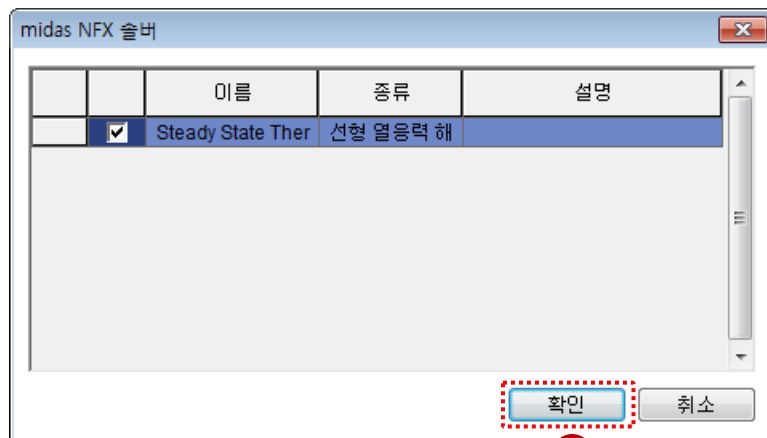 midas NFX 솔버
이름 종류 설명
Steady State Ther 선형 열응력 해
확인 취소